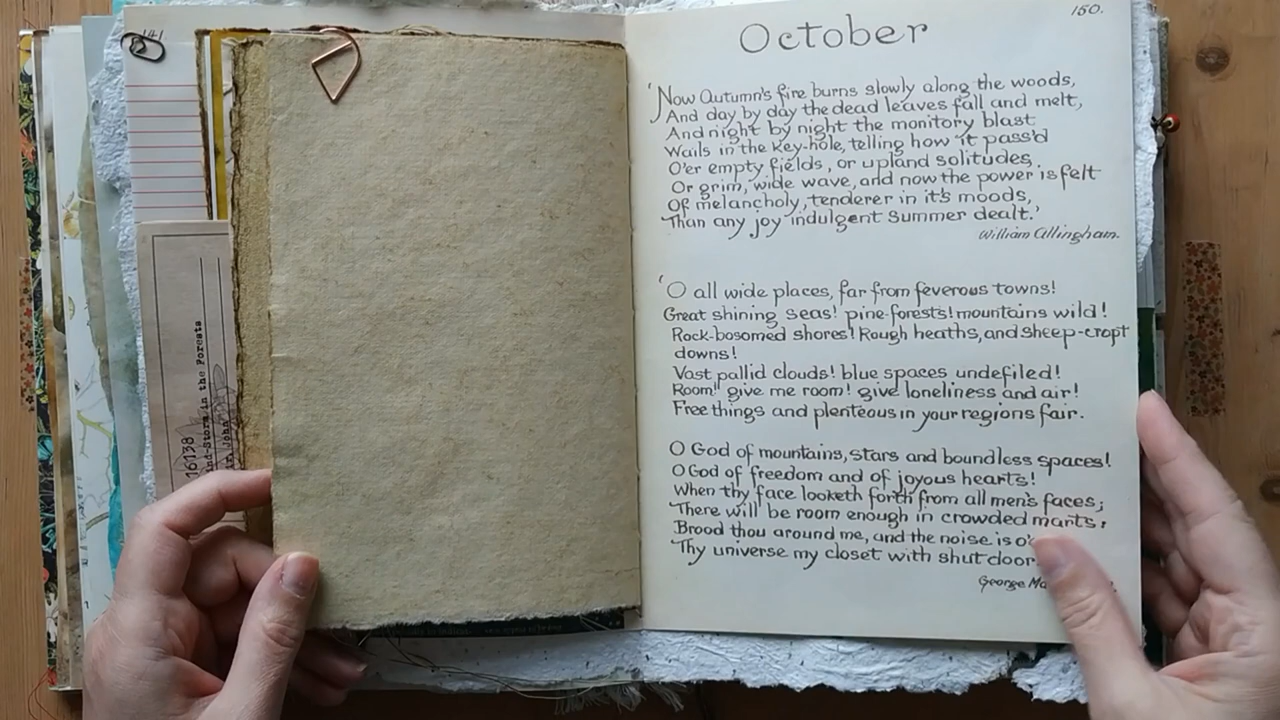 141
16138
ind-Storm in the Forests
in John
October
150.
'Now Autumn's fire burns slowly along the woods,
And day by day the dead leaves fall and melt,
And night by night the monitory blast
Wails in the key-hole, telling how it pass'd
O'er empty fields, or upland solitudes,
Or grim, wide wave, and now the power is felt
Of melancholy, tenderer in it's moods,
Than any joy indulgent Summer dealt.'
William Allingham.
'O all wide places, far from feverous towns!
Great shining seas! pine-forests! mountains wild!
Rock-bosomed shores! Rough heaths, and sheep-cropt
downs!
Vast pallid clouds! blue spaces undefiled!
Room! give me room! give loneliness and air!
Free things and plenteous in your regions fair.
O God of mountains, stars and boundless spaces!
O God of freedom and of joyous hearts!
When thy face looketh forth from all men's faces;
There will be room enough in crowded marts,
Brood thou around me, and the noise is o'
Thy universe my closet with shut door
George Ma